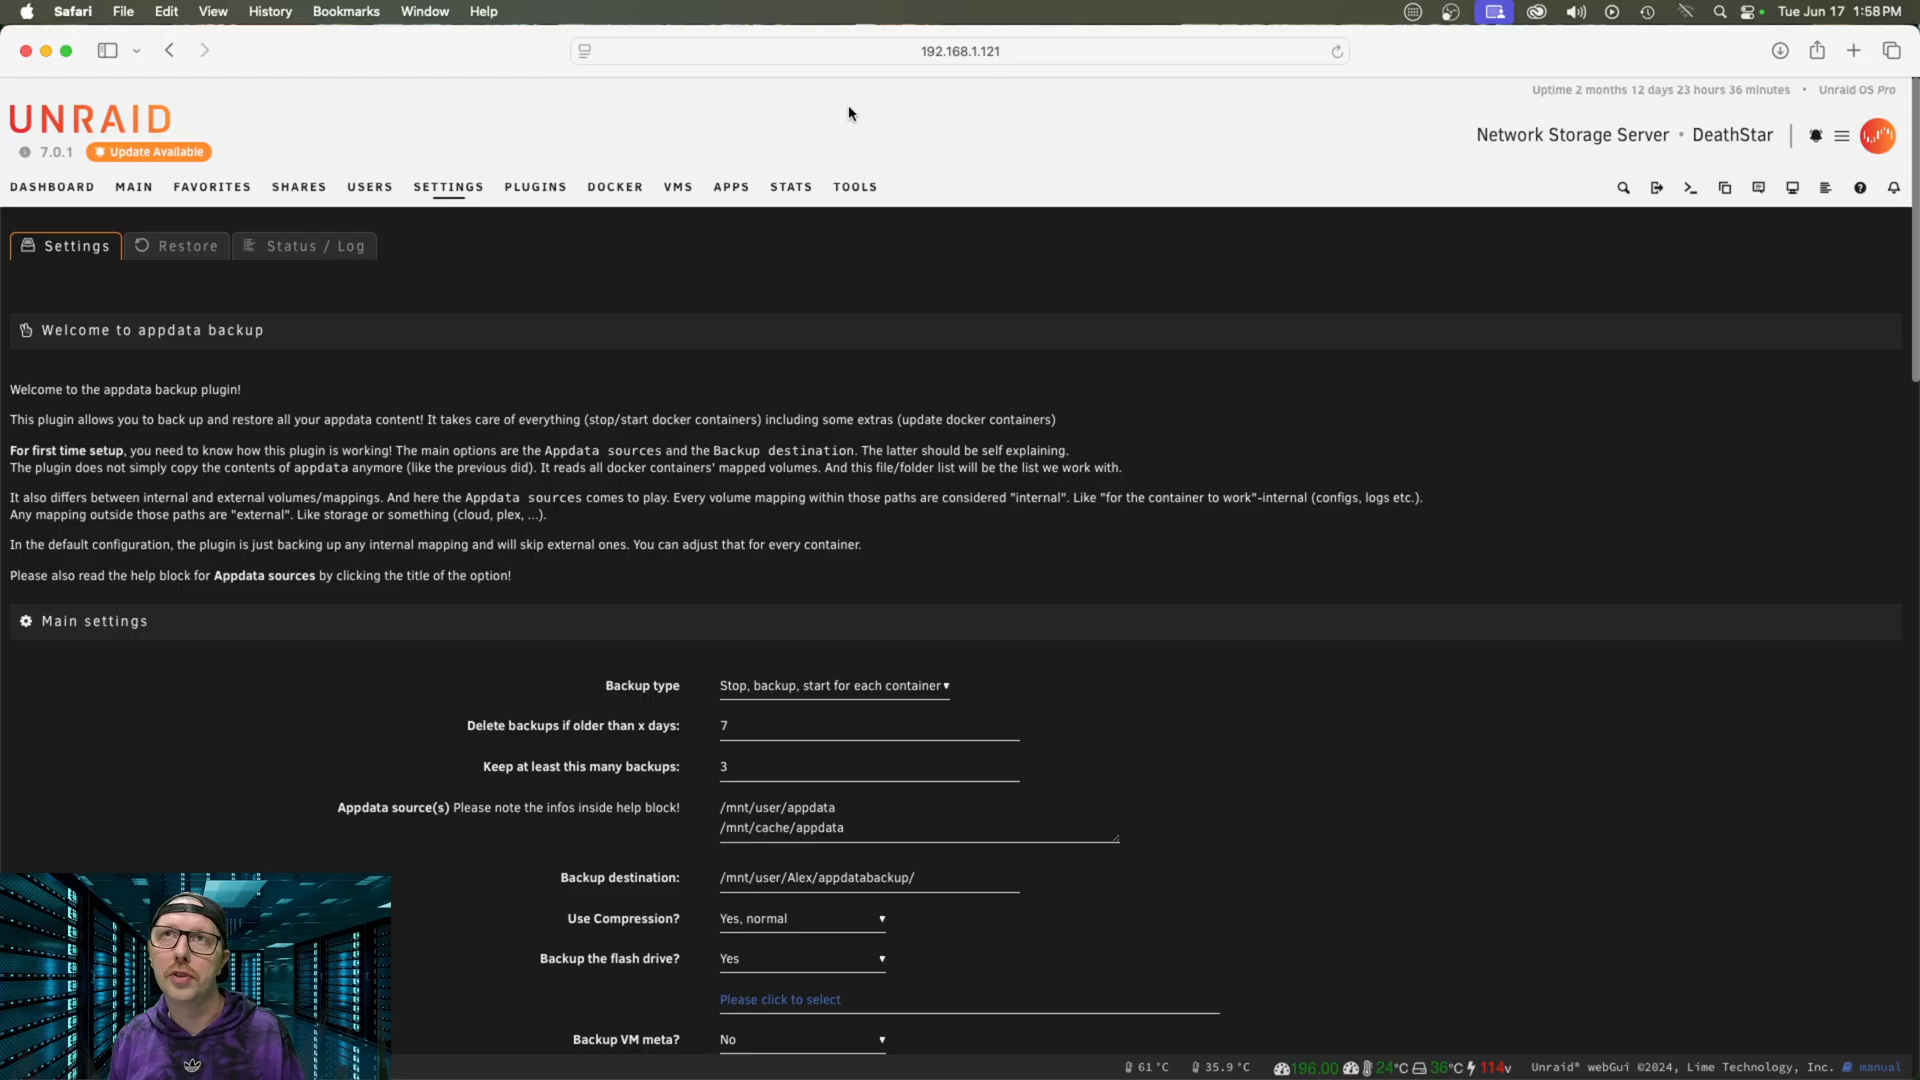 Safari File Edit View History Bookmarks Window Help Tue Jun 17 1:58 PM
192.168.1.121
Uptime 2 months 12 days 23 hours 36 minutes • Unraid OS Pro
UNRAID
Network Storage Server • DeathStar
7.0.1 Update Available
DASHBOARD MAIN FAVORITES SHARES USERS SETTINGS PLUGINS DOCKER VMS APPS STATS TOOLS
Settings Restore Status / Log
Welcome to appdata backup
Welcome to the appdata backup plugin!
This plugin allows you to back up and restore all your appdata content! It takes care of everything (stop/start docker containers) including some extras (update docker containers)
For first time setup, you need to know how this plugin is working! The main options are the Appdata sources and the Backup destination. The latter should be self explaining.
The plugin does not simply copy the contents of appdata anymore (like the previous did). It reads all docker containers' mapped volumes. And this file/folder list will be the list we work with.
It also differs between internal and external volumes/mappings. And here the Appdata sources comes to play. Every volume mapping within those paths are considered "internal". Like "for the container to work"-internal (configs, logs etc.).
Any mapping outside those paths are "external". Like storage or something (cloud, plex, ...).
In the default configuration, the plugin is just backing up any internal mapping and will skip external ones. You can adjust that for every container.
Please also read the help block for Appdata sources by clicking the title of the option!
Main settings
Backup type Stop, backup, start for each container
Delete backups if older than x days: 7
Keep at least this many backups: 3
Appdata source(s) Please note the infos inside help block! /mnt/user/appdata
/mnt/cache/appdata
Backup destination: /mnt/user/Alex/appdatabackup/
Use Compression? Yes, normal
Backup the flash drive? Yes
Please click to select
Backup VM meta? No
61 °C 35.9 °C 196.00 24°C 36°C 114v Unraid® webGui ©2024, Lime Technology, Inc. manual